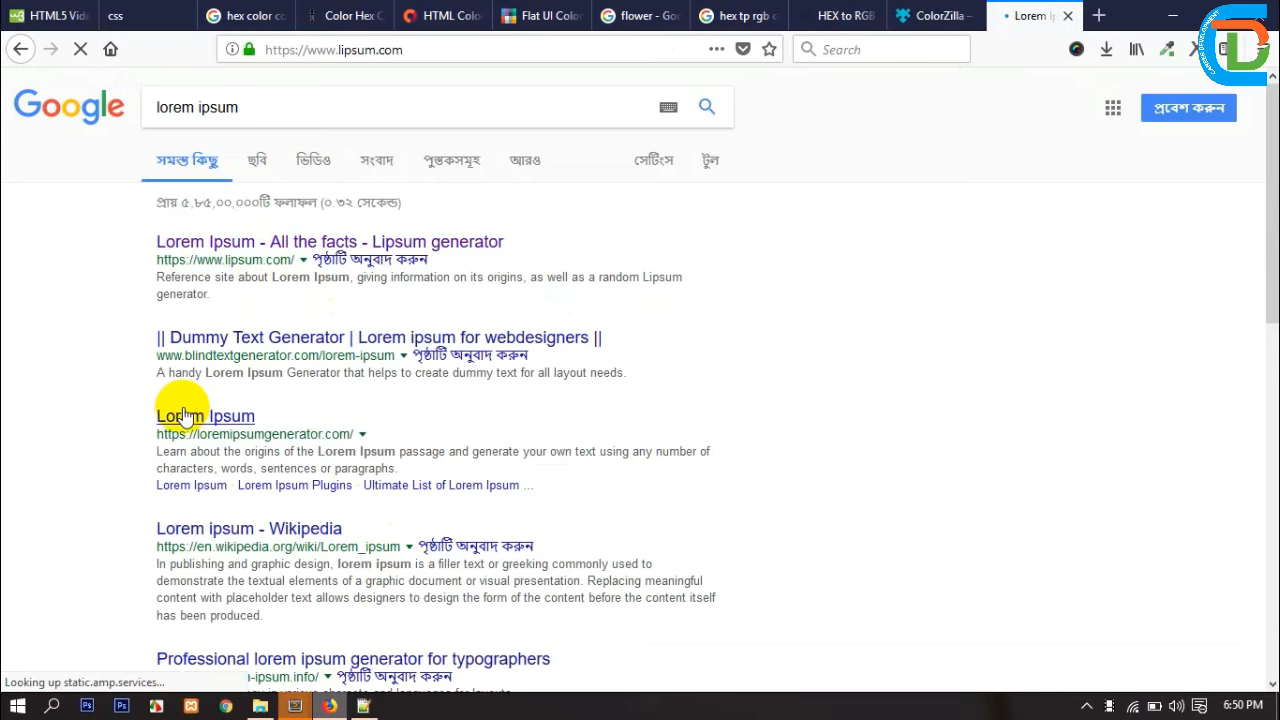 HTML5 Vide
css
hex color co
Color Hex C
HTML Color
Flat UI Color
flower - Goo
hex tp rgb c
HEX to RGB
ColorZilla –
Lorem Ip
https://www.lipsum.com
Search
Google
lorem ipsum
প্রবেশ করুন
সমস্ত কিছু ছবি ভিডিও সংবাদ পুস্তকসমূহ আরও সেটিংস টুল
প্রায় ৫,৮৫,০০,০০০টি ফলাফল (০.৩২ সেকেন্ড)
Lorem Ipsum - All the facts - Lipsum generator
https://www.lipsum.com/ পৃষ্ঠাটি অনুবাদ করুন
Reference site about Lorem Ipsum, giving information on its origins, as well as a random Lipsum
generator.
|| Dummy Text Generator | Lorem ipsum for webdesigners ||
www.blindtextgenerator.com/lorem-ipsum পৃষ্ঠাটি অনুবাদ করুন
A handy Lorem Ipsum Generator that helps to create dummy text for all layout needs.
Lorem Ipsum
https://loremipsumgenerator.com/
Learn about the origins of the Lorem Ipsum passage and generate your own text using any number of
characters, words, sentences or paragraphs.
Lorem Ipsum · Lorem Ipsum Plugins · Ultimate List of Lorem Ipsum ...
Lorem ipsum - Wikipedia
https://en.wikipedia.org/wiki/Lorem_ipsum পৃষ্ঠাটি অনুবাদ করুন
In publishing and graphic design, lorem ipsum is a filler text or greeking commonly used to
demonstrate the textual elements of a graphic document or visual presentation. Replacing meaningful
content with placeholder text allows designers to design the form of the content before the content itself
has been produced.
Professional lorem ipsum generator for typographers
-ipsum.info/ পৃষ্ঠাটি অনুবাদ করুন
Looking up static.amp.services...
6:50 PM